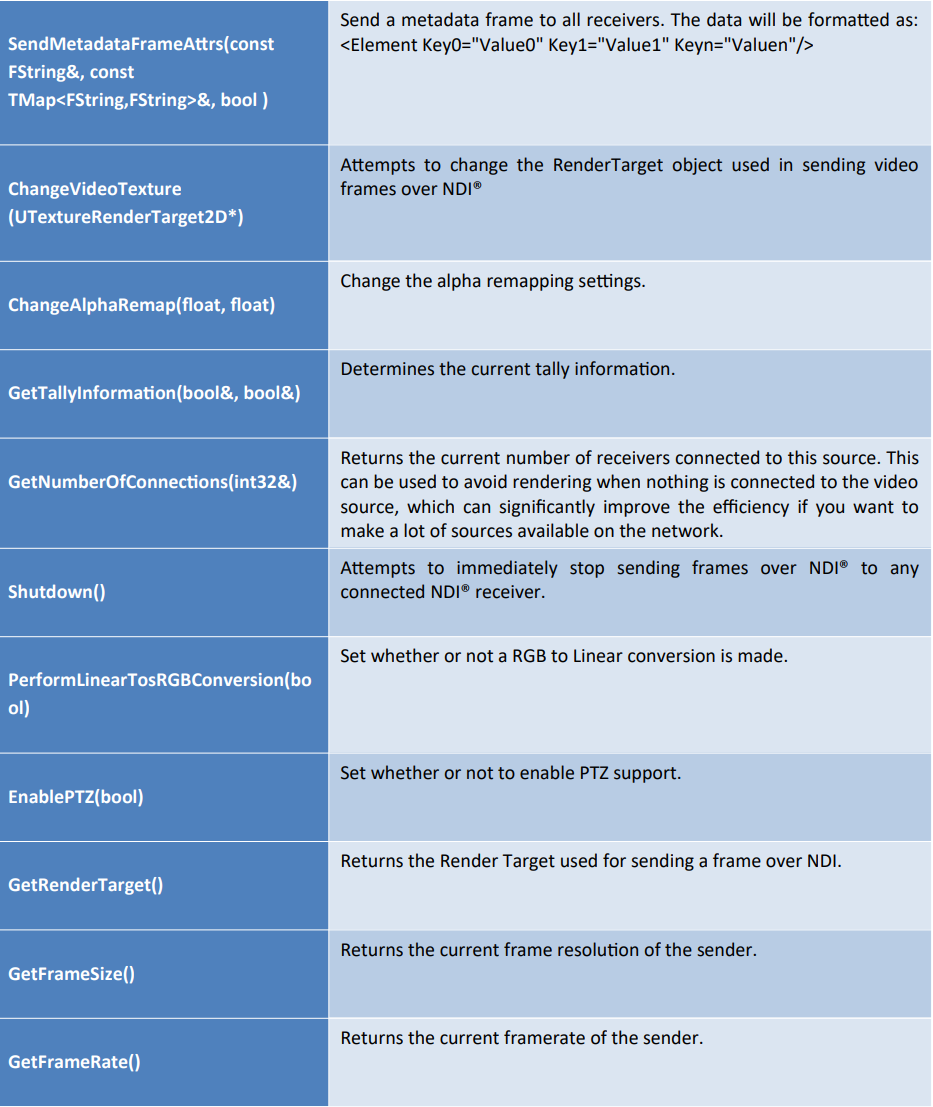 SendMetadataFrameAttrs(const
FString&, const
TMap<FString,FString>&, bool )
Send a metadata frame to all receivers. The data will be formatted as:
<Element Key0="Value0" Key1="Value1" Keyn="Valuen"/>
ChangeVideoTexture
(UTextureRenderTarget2D*)
Attempts to change the RenderTarget object used in sending video
frames over NDI®
ChangeAlphaRemap(float, float)
Change the alpha remapping settings.
GetTallyInformation(bool&, bool&)
Determines the current tally information.
GetNumberOfConnections(int32&)
Returns the current number of receivers connected to this source. This
can be used to avoid rendering when nothing is connected to the video
source, which can significantly improve the efficiency if you want to
make a lot of sources available on the network.
Shutdown()
Attempts to immediately stop sending frames over NDI® to any
connected NDI® receiver.
PerformLinearTosRGBConversion(bo
ol)
Set whether or not a RGB to Linear conversion is made.
EnablePTZ(bool)
Set whether or not to enable PTZ support.
GetRenderTarget()
Returns the Render Target used for sending a frame over NDI.
GetFrameSize()
Returns the current frame resolution of the sender.
GetFrameRate()
Returns the current framerate of the sender.